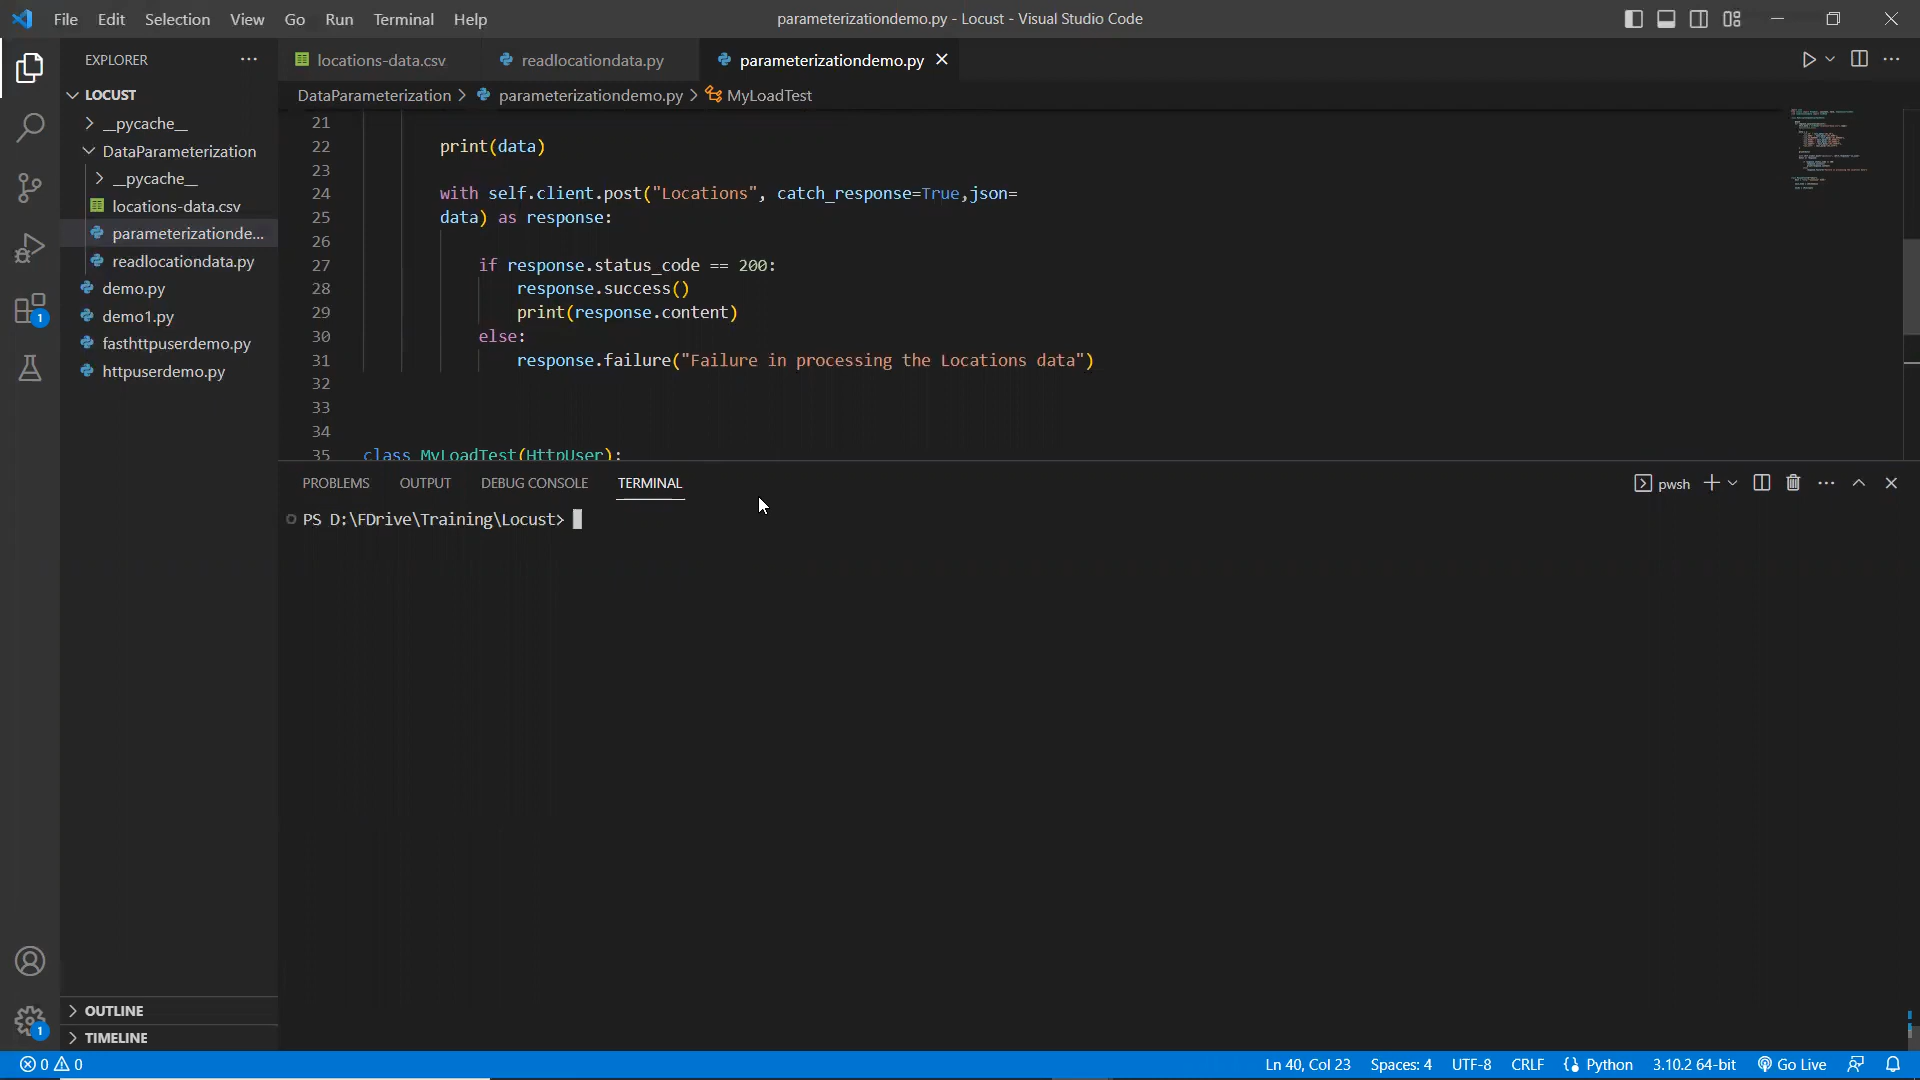 File Edit Selection View Go Run Terminal Help
parameterizationdemo.py - Locust - Visual Studio Code
EXPLORER
locations-data.csv
readlocationdata.py
parameterizationdemo.py
LOCUST
DataParameterization > parameterizationdemo.py > MyLoadTest
__pycache__
DataParameterization
__pycache__
locations-data.csv
parameterizationde...
readlocationdata.py
demo.py
demo1.py
fasthttpuserdemo.py
httpuserdemo.py
21
22 print(data)
23
24 with self.client.post("Locations", catch_response=True,json=
25 data) as response:
26
27 if response.status_code == 200:
28 response.success()
29 print(response.content)
30 else:
31 response.failure("Failure in processing the Locations data")
32
33
34
35 class MyLoadTest(HttpUser):
PROBLEMS OUTPUT DEBUG CONSOLE TERMINAL
pwsh
PS D:\FDrive\Training\Locust>
1
1
OUTLINE
TIMELINE
0 0
Ln 40, Col 23 Spaces: 4 UTF-8 CRLF Python 3.10.2 64-bit Go Live